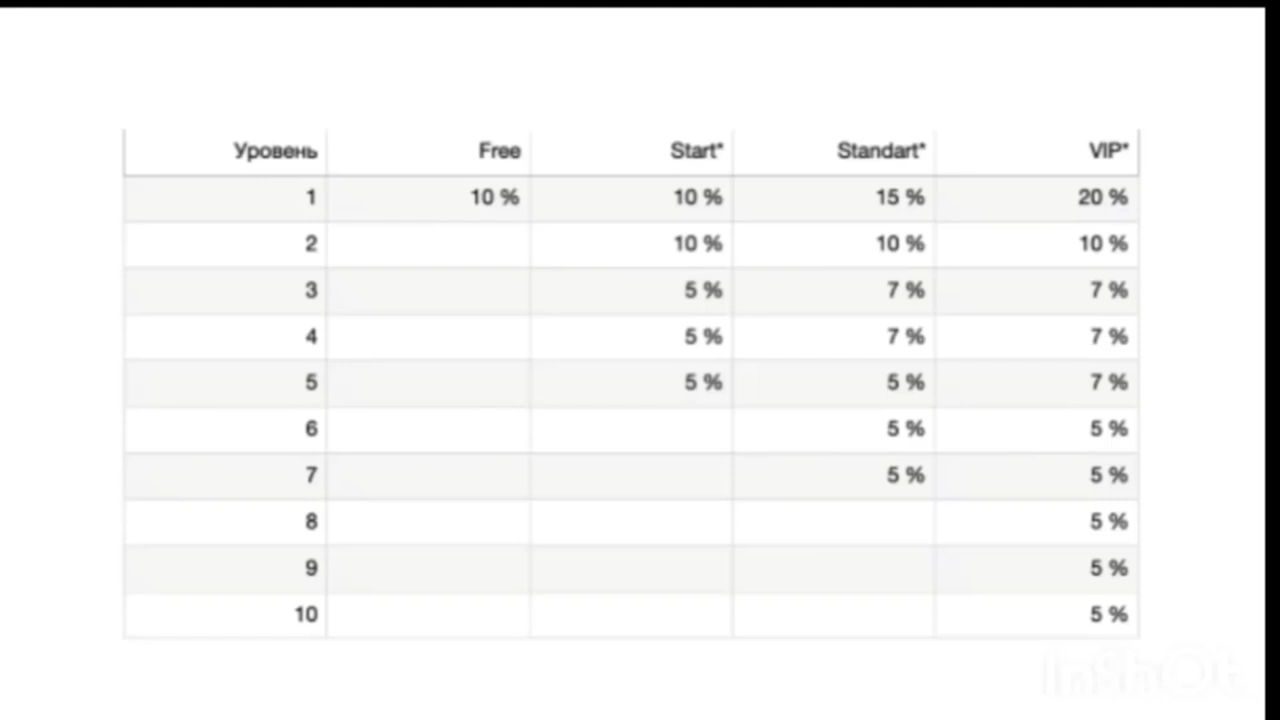 Уровень Free Start* Standart* VIP*
1 10 % 10 % 15 % 20 %
2 10 % 10 % 10 %
3 5 % 7 % 7 %
4 5 % 7 % 7 %
5 5 % 5 % 7 %
6 5 % 5 %
7 5 % 5 %
8 5 %
9 5 %
10 5 %